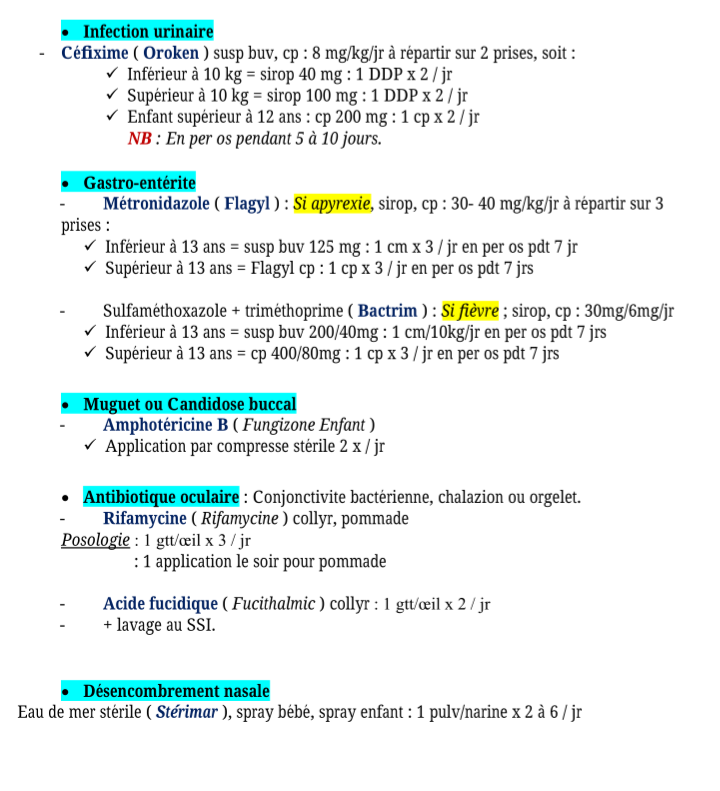 • Infection urinaire
- Céfixime ( Oroken ) susp buv, cp : 8 mg/kg/jr à répartir sur 2 prises, soit :
✓ Inférieur à 10 kg = sirop 40 mg : 1 DDP x 2 / jr
✓ Supérieur à 10 kg = sirop 100 mg : 1 DDP x 2 / jr
✓ Enfant supérieur à 12 ans : cp 200 mg : 1 cp x 2 / jr
NB : En per os pendant 5 à 10 jours.
• Gastro-entérite
- Métronidazole ( Flagyl ) : Si apyrexie, sirop, cp : 30- 40 mg/kg/jr à répartir sur 3
prises :
✓ Inférieur à 13 ans = susp buv 125 mg : 1 cm x 3 / jr en per os pdt 7 jr
✓ Supérieur à 13 ans = Flagyl cp : 1 cp x 3 / jr en per os pdt 7 jrs
- Sulfaméthoxazole + triméthoprime ( Bactrim ) : Si fièvre ; sirop, cp : 30mg/6mg/jr
✓ Inférieur à 13 ans = susp buv 200/40mg : 1 cm/10kg/jr en per os pdt 7 jrs
✓ Supérieur à 13 ans = cp 400/80mg : 1 cp x 3 / jr en per os pdt 7 jrs
• Muguet ou Candidose buccal
- Amphotéricine B ( Fungizone Enfant )
✓ Application par compresse stérile 2 x / jr
• Antibiotique oculaire : Conjonctivite bactérienne, chalazion ou orgelet.
- Rifamycine ( Rifamycine ) collyr, pommade
Posologie : 1 gtt/œil x 3 / jr
: 1 application le soir pour pommade
- Acide fucidique ( Fucithalmic ) collyr : 1 gtt/œil x 2 / jr
- + lavage au SSI.
• Désencombrement nasale
Eau de mer stérile ( Stérimar ), spray bébé, spray enfant : 1 pulv/narine x 2 à 6 / jr